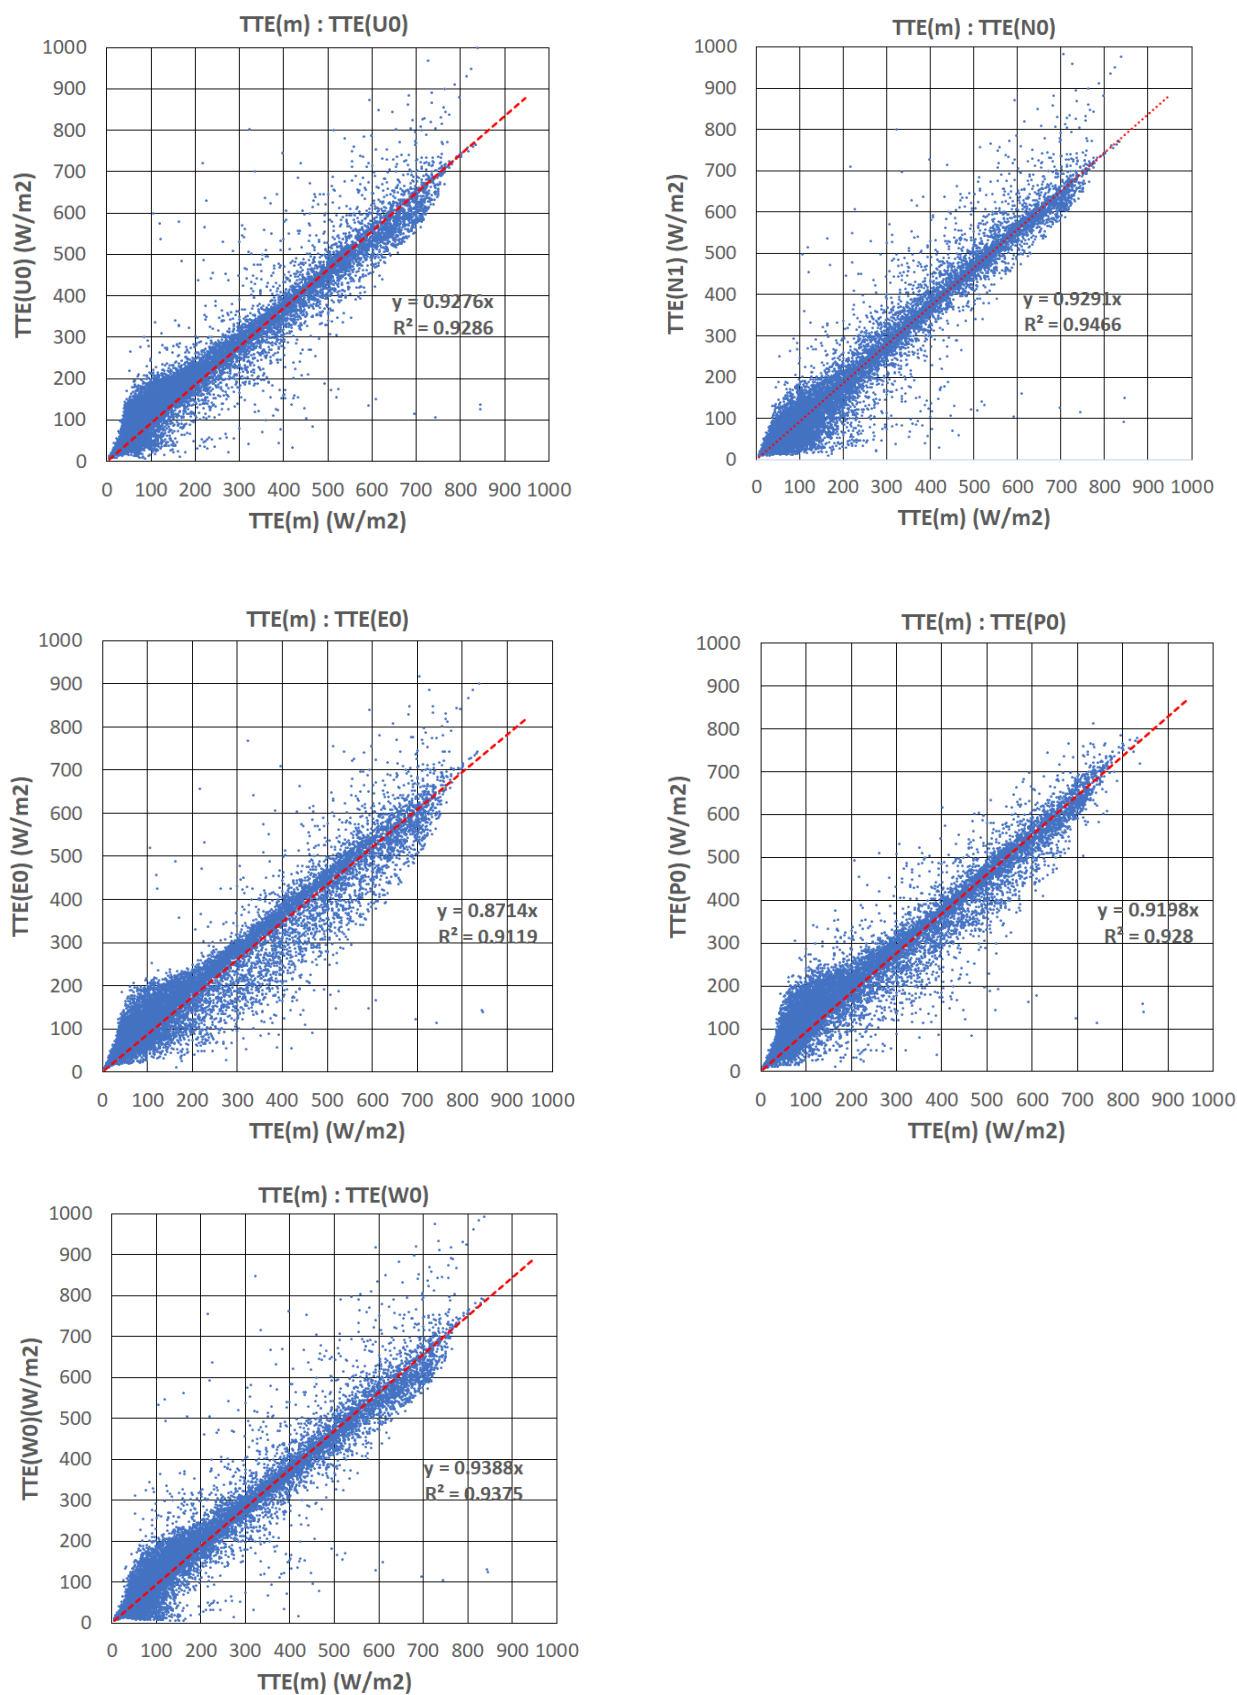 TTE(m) : TTE(U0)
1000
900
800
700
600
500
400
300
200
100
0
TTE(U0) (W/m2)
y = 0.9276x
R² = 0.9286
0 100 200 300 400 500 600 700 800 900 1000
TTE(m) (W/m2)
TTE(m) : TTE(N0)
1000
900
800
700
600
500
400
300
200
100
0
TTE(N1) (W/m2)
y = 0.9291x
R² = 0.9466
0 100 200 300 400 500 600 700 800 900 1000
TTE(m) (W/m2)
TTE(m) : TTE(E0)
1000
900
800
700
600
500
400
300
200
100
0
TTE(E0) (W/m2)
y = 0.8714x
R² = 0.9119
0 100 200 300 400 500 600 700 800 900 1000
TTE(m) (W/m2)
TTE(m) : TTE(P0)
1000
900
800
700
600
500
400
300
200
100
0
TTE(P0) (W/m2)
y = 0.9198x
R² = 0.928
0 100 200 300 400 500 600 700 800 900 1000
TTE(m) (W/m2)
TTE(m) : TTE(W0)
1000
900
800
700
600
500
400
300
200
100
0
TTE(W0)(W/m2)
y = 0.9388x
R² = 0.9375
0 100 200 300 400 500 600 700 800 900 1000
TTE(m) (W/m2)